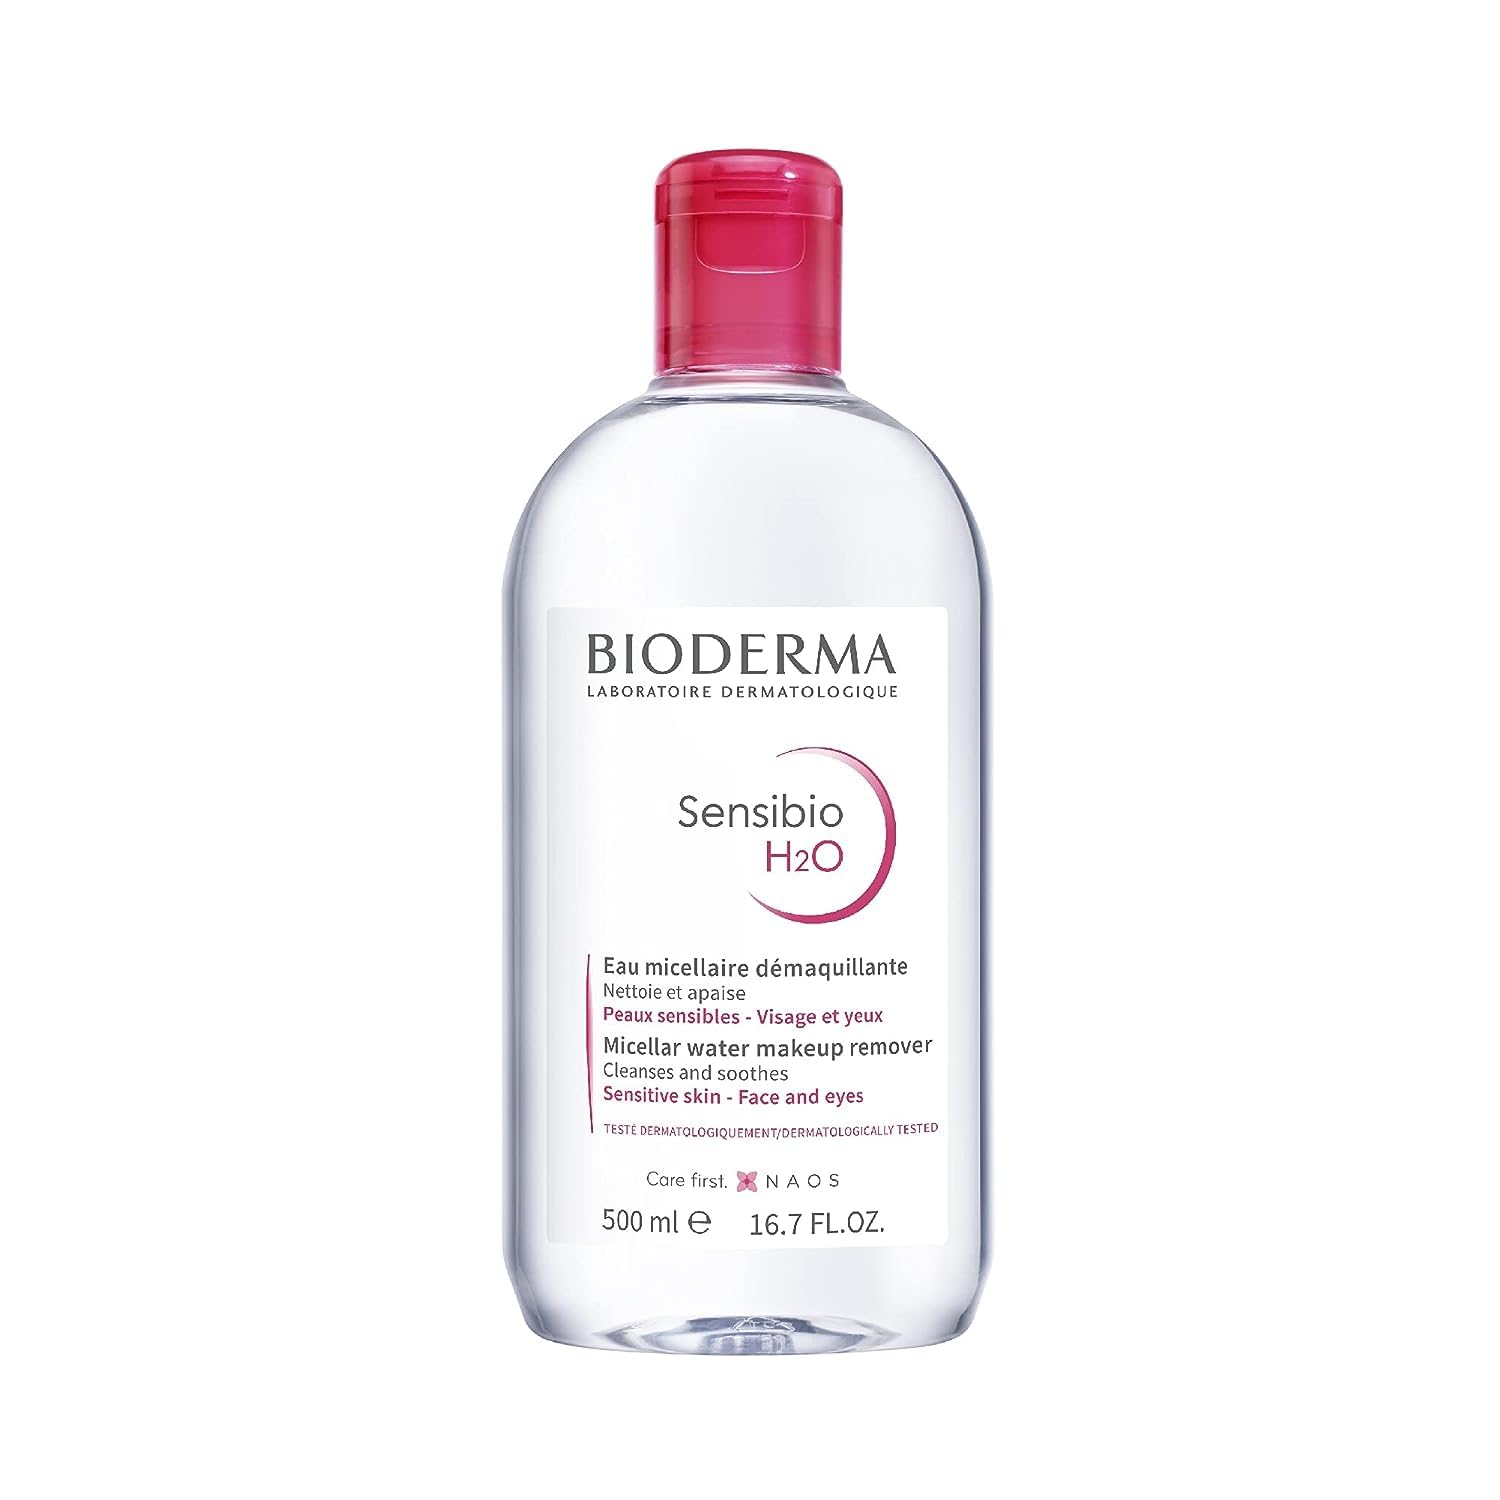 BIODERMA
LABORATOIRE DERMATOLOGIQUE
Sensibio
H2O
Eau micellaire démaquillante
Nettoie et apaise
Peaux sensibles - Visage et yeux
Micellar water makeup remover
Cleanses and soothes
Sensitive skin - Face and eyes
TESTÉ DERMATOLOGIQUEMENT/DERMATOLOGICALLY TESTED
Care first. NAOS
500 ml ℮ 16.7 FL.OZ.